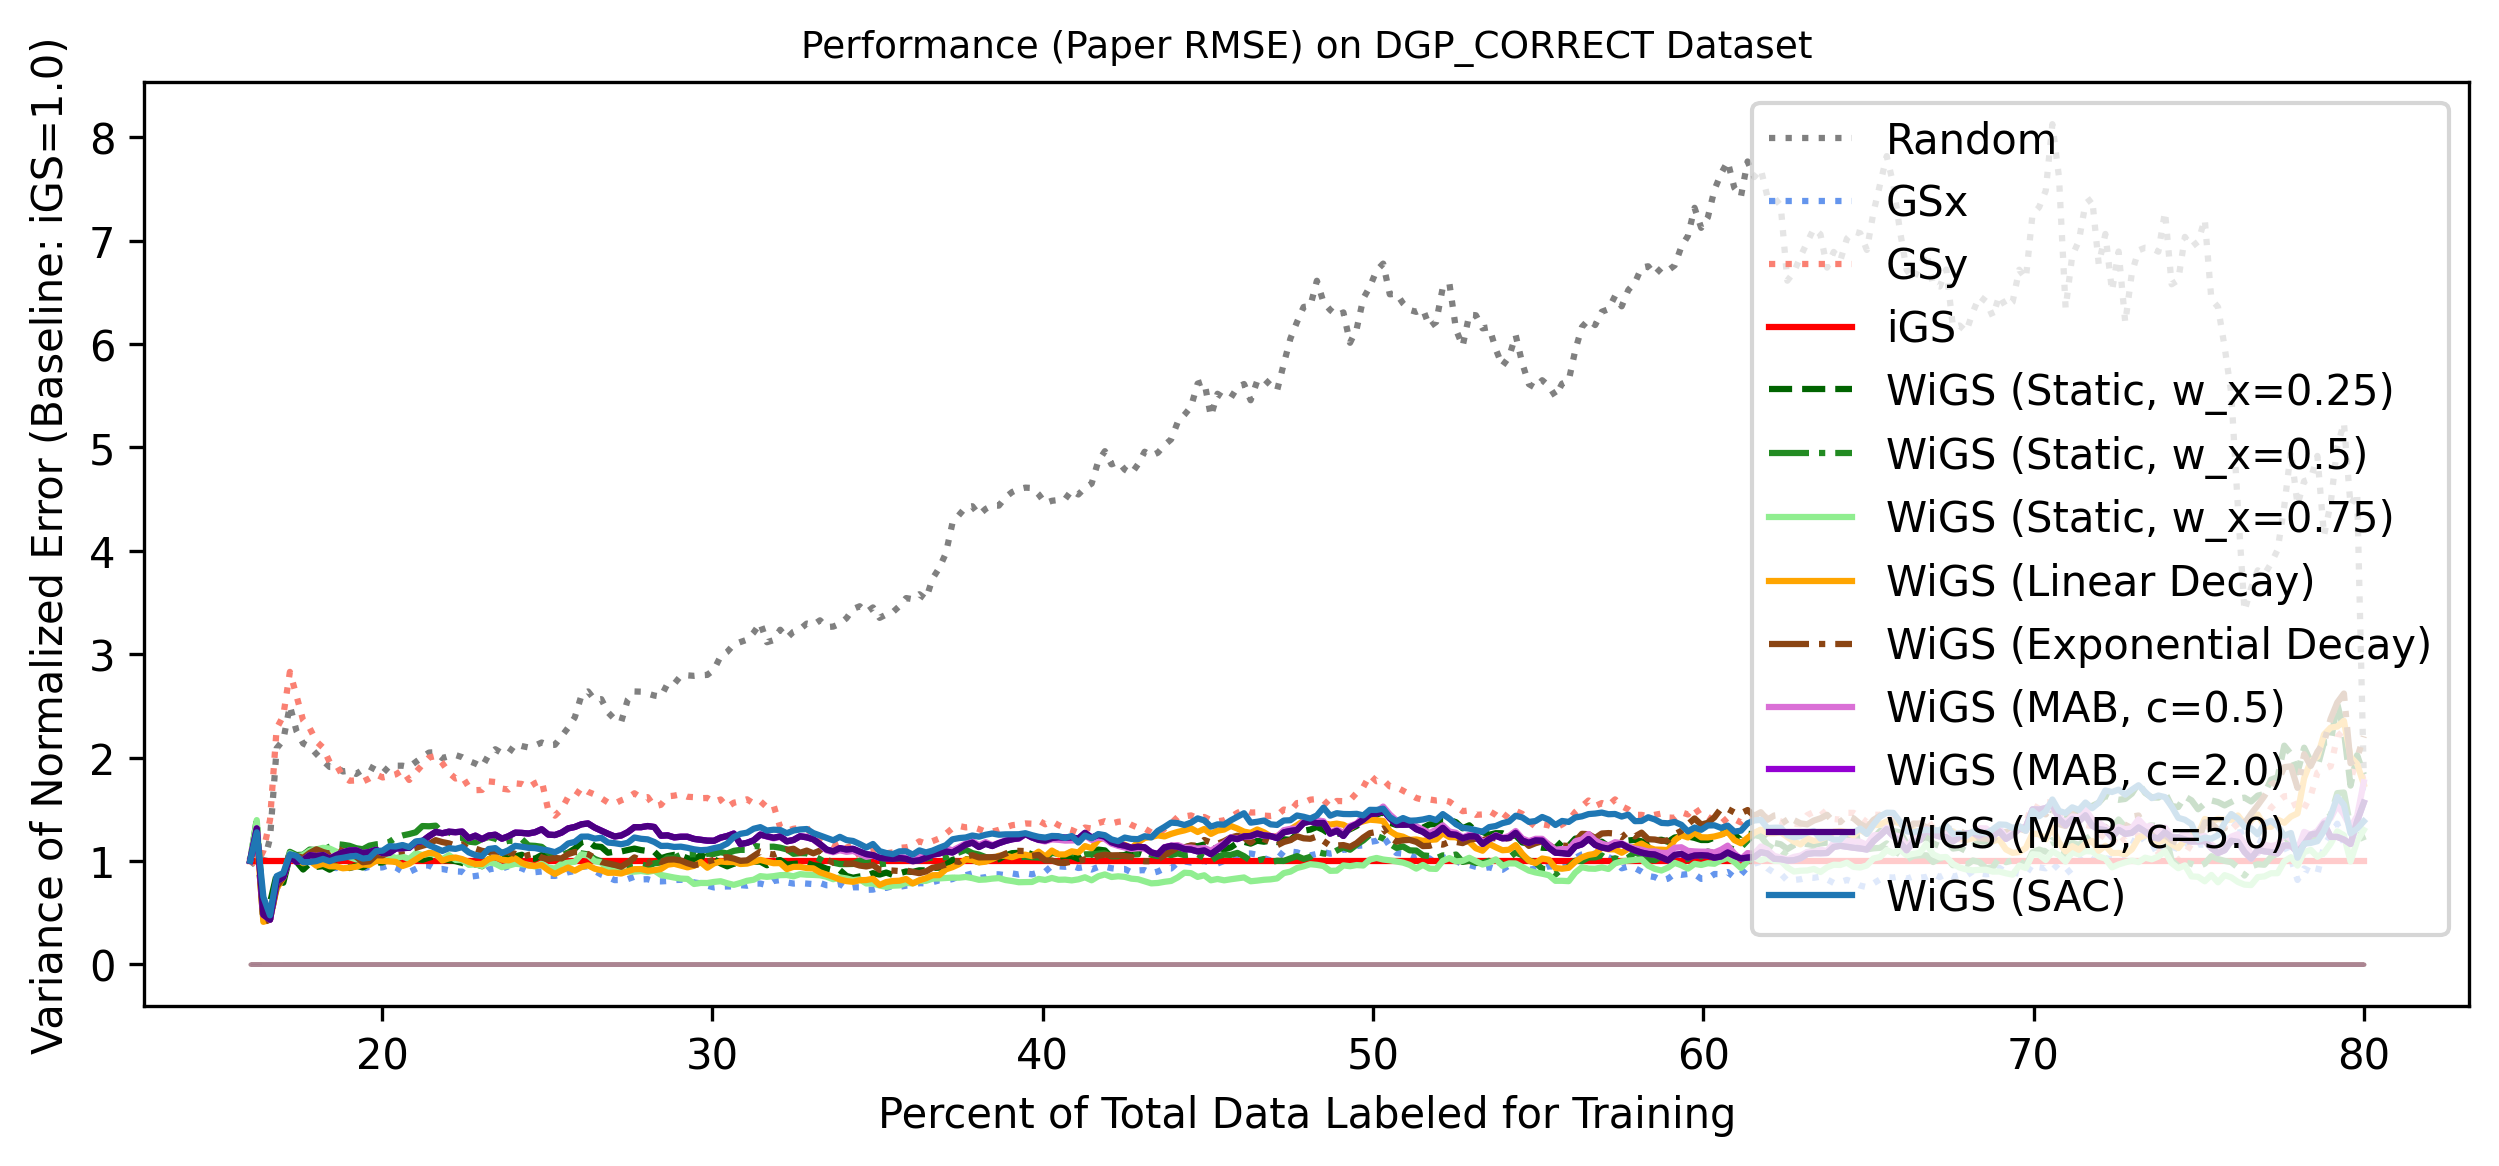 Performance (Paper RMSE) on DGP_CORRECT Dataset
Variance of Normalized Error (Baseline: iGS=1.0)
8
7
6
5
4
3
2
1
0
Random
GSx
GSy
iGS
WiGS (Static, w_x=0.25)
WiGS (Static, w_x=0.5)
WiGS (Static, w_x=0.75)
WiGS (Linear Decay)
WiGS (Exponential Decay)
WiGS (MAB, c=0.5)
WiGS (MAB, c=2.0)
WiGS (MAB, c=5.0)
WiGS (SAC)
20 30 40 50 60 70 80
Percent of Total Data Labeled for Training